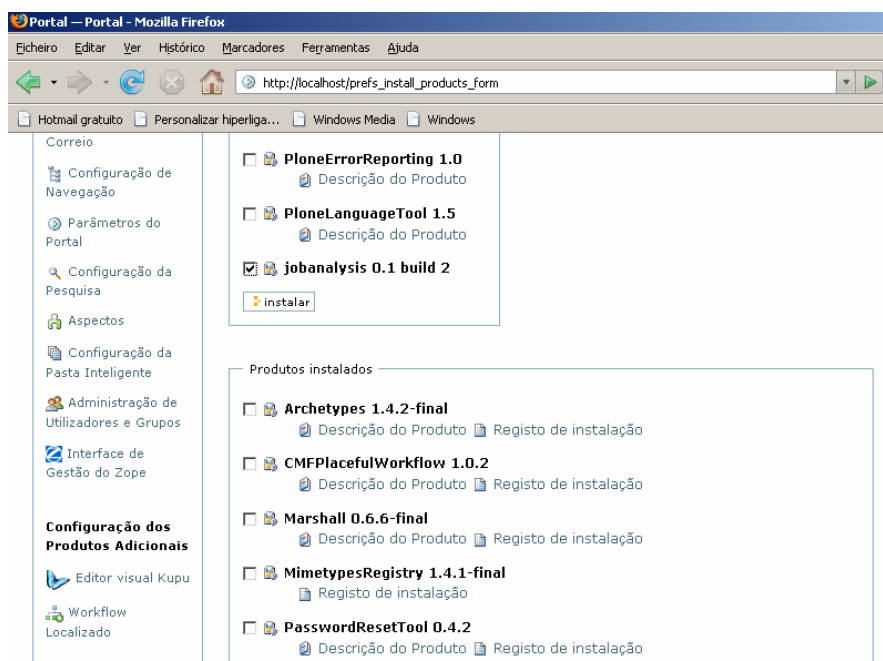 Portal — Portal - Mozilla Firefox
Ficheiro Editar Ver Histórico Marcadores Ferramentas Ajuda
http://localhost/prefs_install_products_form
Hotmail gratuito Personalizar hiperliga... Windows Media Windows
Correio
Configuração de
Navegação
Parâmetros do
Portal
Configuração da
Pesquisa
Aspectos
Configuração da
Pasta Inteligente
Administração de
Utilizadores e Grupos
Interface de
Gestão do Zope
Configuração dos
Produtos Adicionais
Editor visual Kupu
Workflow
Localizado
PloneErrorReporting 1.0
Descrição do Produto
PloneLanguageTool 1.5
Descrição do Produto
jobanalysis 0.1 build 2
instalar
Produtos instalados
Archetypes 1.4.2-final
Descrição do Produto Registo de instalação
CMFPlacefulWorkflow 1.0.2
Descrição do Produto Registo de instalação
Marshall 0.6.6-final
Descrição do Produto Registo de instalação
MimetypesRegistry 1.4.1-final
Registo de instalação
PasswordResetTool 0.4.2
Descrição do Produto Registo de instalação